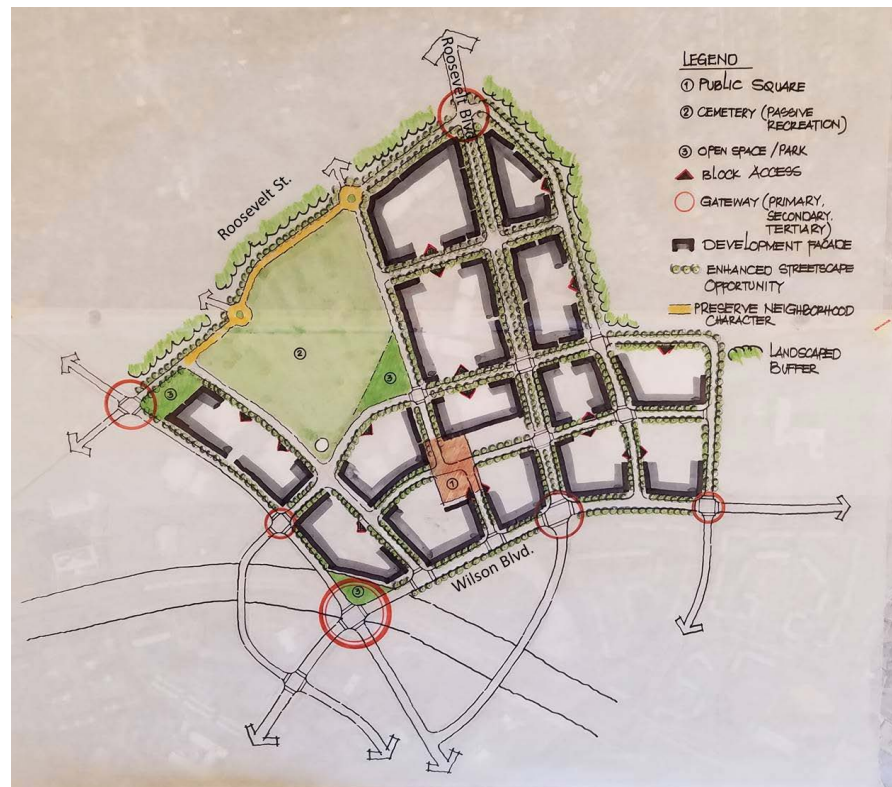 Roosevelt Blvd.
Roosevelt St.
Wilson Blvd.
②
③
③
①
③
LEGEND
① PUBLIC SQUARE
② CEMETERY (PASSIVE
RECREATION)
③ OPEN SPACE/PARK
BLOCK ACCESS
GATEWAY (PRIMARY,
SECONDARY,
TERTIARY)
DEVELOPMENT FACADE
ENHANCED STREETSCAPE
OPPORTUNITY
PRESERVE NEIGHBORHOOD
CHARACTER
LANDSCAPED
BUFFER